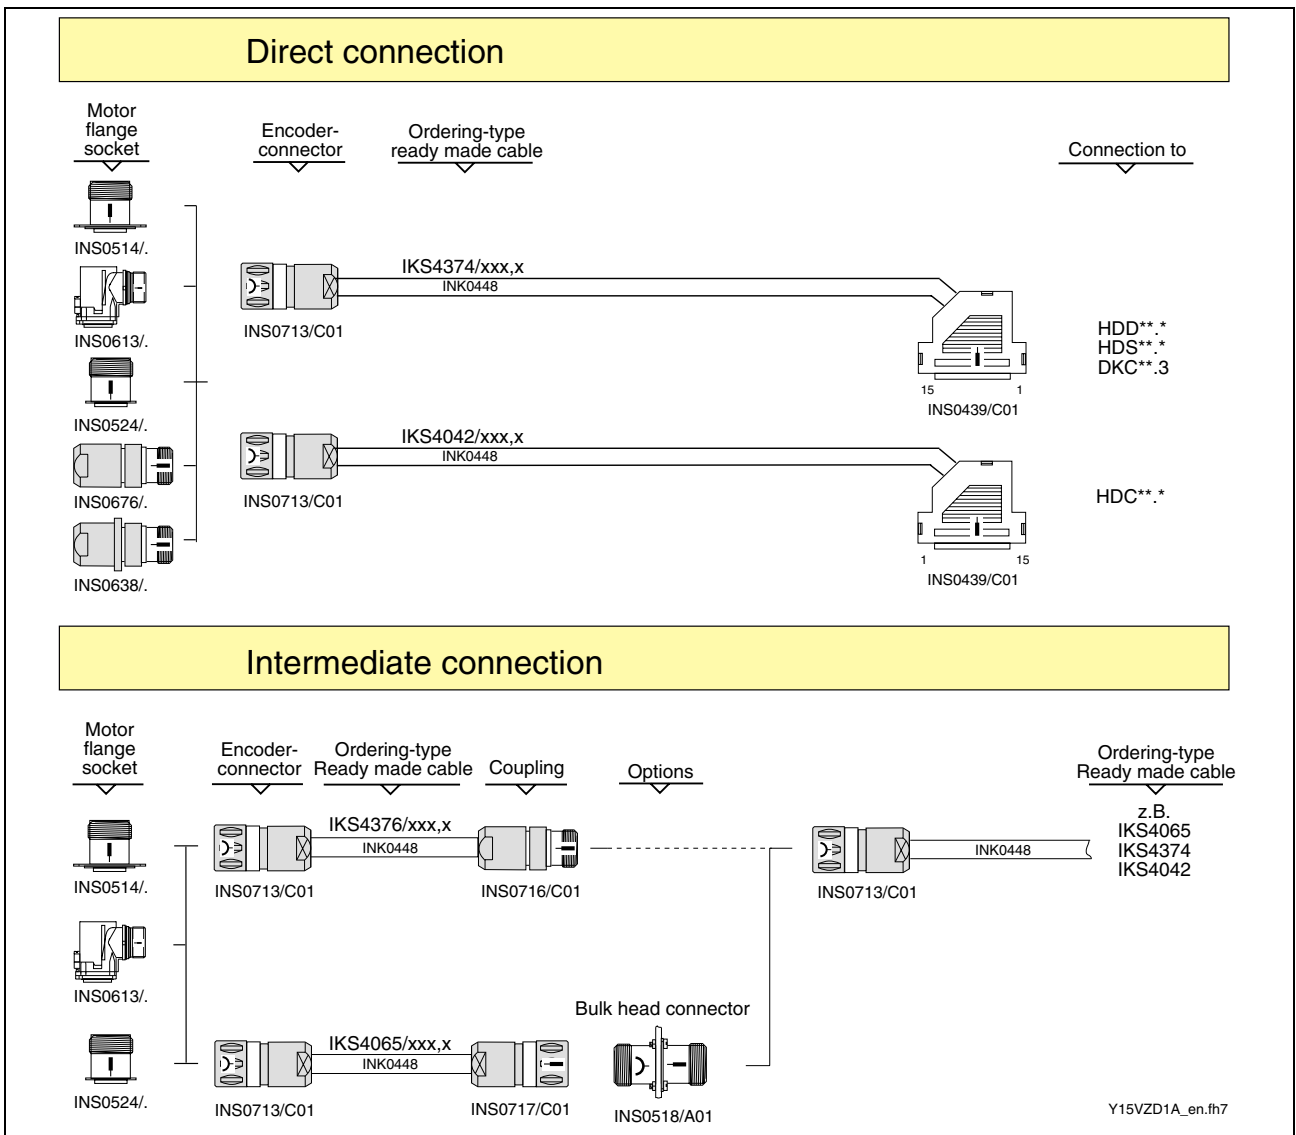 Direct connection
Motor
flange
socket
Encoder-
connector
Ordering-type
ready made cable
Connection to
INS0514/.
INS0613/.
INS0524/.
INS0676/.
INS0638/.
IKS4374/xxx,x
INK0448
INS0713/C01
15 1
INS0439/C01
HDD**.*
HDS**.*
DKC**.3
IKS4042/xxx,x
INK0448
INS0713/C01
1 15
INS0439/C01
HDC**.*
Intermediate connection
Motor
flange
socket
Encoder-
connector
Ordering-type
Ready made cable
Coupling
Options
Ordering-type
Ready made cable
INS0514/.
INS0613/.
INS0524/.
IKS4376/xxx,x
INK0448
INS0713/C01
INS0716/C01
INK0448
INS0713/C01
z.B.
IKS4065
IKS4374
IKS4042
IKS4065/xxx,x
INK0448
INS0713/C01
INS0717/C01
Bulk head connector
INS0518/A01
Y15VZD1A_en.fh7